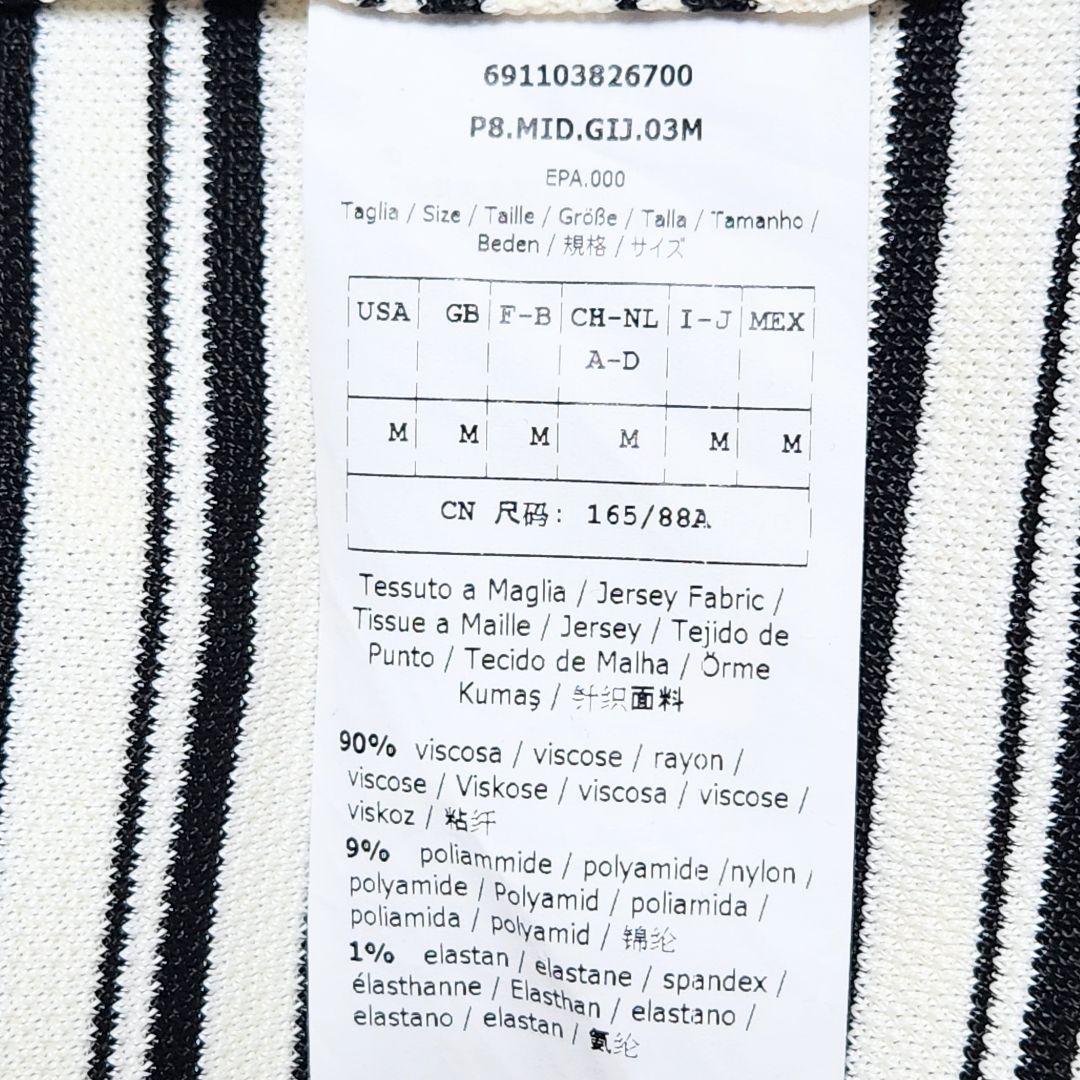 691103826700
P8.MID.GIJ.03M
EPA.000
Taglia / Size / Taille / Größe / Talla / Tamanho /
Beden / 規格 / サイズ
USA GB F-B CH-NL I-J MEX
A-D
M M M M M M
CN 尺码: 165/88A
Tessuto a Maglia / Jersey Fabric /
Tissue a Maille / Jersey / Tejido de
Punto / Tecido de Malha / Örme
Kumaş / 针织面料
90% viscosa / viscose / rayon /
viscose / Viskose / viscosa / viscose /
viskoz / 粘纤
9% poliammide / polyamide /nylon /
polyamide / Polyamid / poliamida /
poliamida / polyamid / 锦纶
1% elastan / elastane / spandex /
élasthanne / Elasthan / elastano /
elastano / elastan / 氨纶